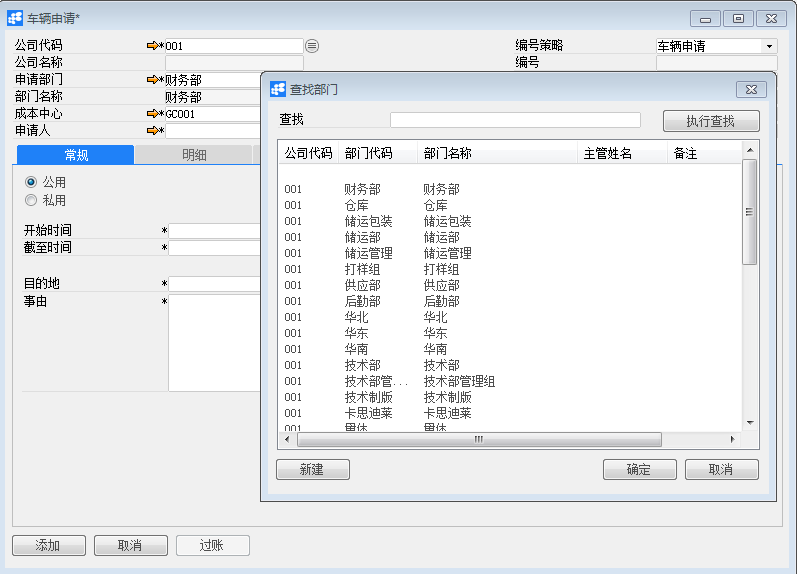 车辆申请*
公司代码 *001 编号策略 车辆申请
公司名称 编号
申请部门 *财务部
部门名称 财务部
成本中心 *GC001
申请人 *
常规 明细
公用
私用
开始时间 *
截至时间 *
目的地 *
事由 *
添加 取消 过账
查找部门
查找 执行查找
公司代码 部门代码 部门名称 主管姓名 备注
001 财务部 财务部
001 仓库 仓库
001 储运包装 储运包装
001 储运部 储运部
001 储运管理 储运管理
001 打样组 打样组
001 供应部 供应部
001 后勤部 后勤部
001 华北 华北
001 华东 华东
001 华南 华南
001 技术部 技术部
001 技术部管... 技术部管理组
001 技术制版 技术制版
001 卡思迪莱 卡思迪莱
001
新建 确定 取消